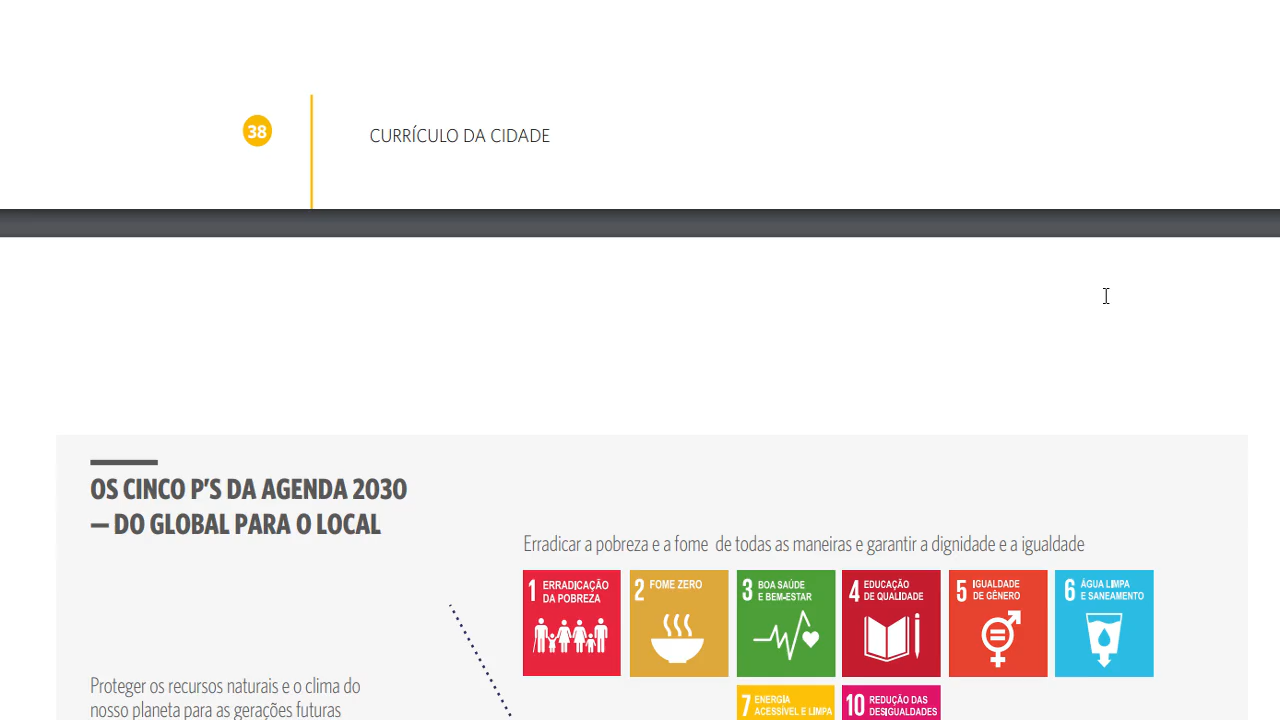 38
CURRÍCULO DA CIDADE
OS CINCO P'S DA AGENDA 2030
— DO GLOBAL PARA O LOCAL
Erradicar a pobreza e a fome de todas as maneiras e garantir a dignidade e a igualdade
1 ERRADICAÇÃO
DA POBREZA
2 FOME ZERO
3 BOA SAÚDE
E BEM-ESTAR
4 EDUCAÇÃO
DE QUALIDADE
5 IGUALDADE
DE GÊNERO
6 ÁGUA LIMPA
E SANEAMENTO
Proteger os recursos naturais e o clima do
nosso planeta para as gerações futuras
7 ENERGIA
ACESSÍVEL E LIMPA
10 REDUÇÃO DAS
DESIGUALDADES